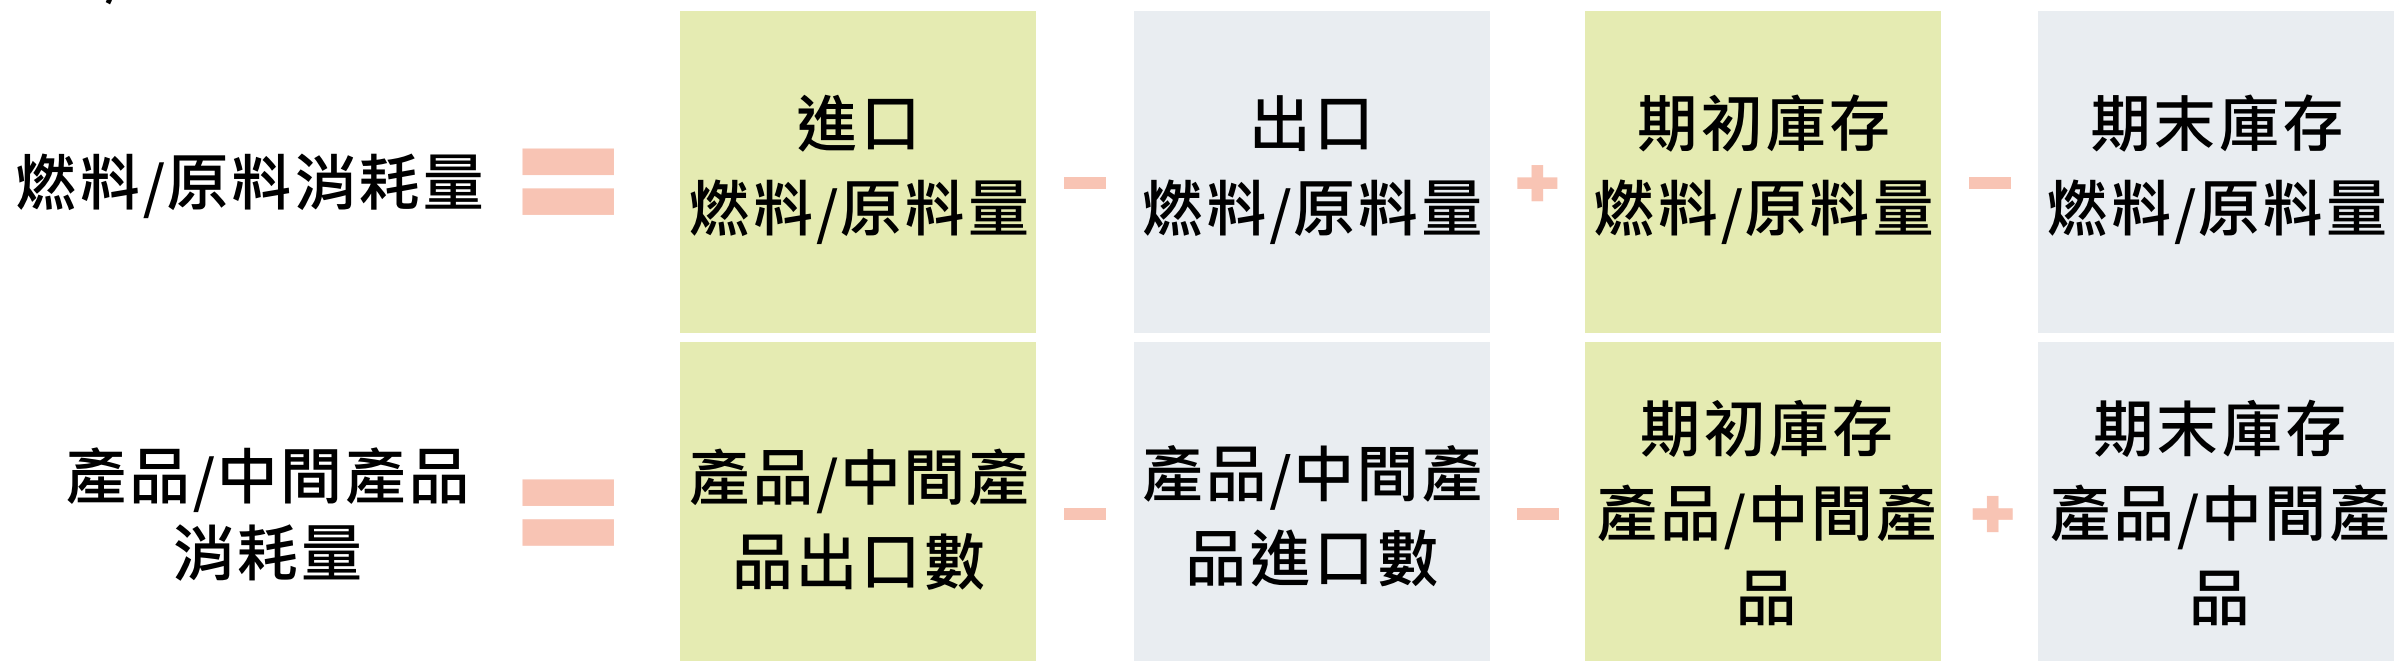 燃料/原料消耗量
進口
燃料/原料量
出口
燃料/原料量
期初庫存
燃料/原料量
期末庫存
燃料/原料量
產品/中間產品
消耗量
產品/中間產
品出口數
產品/中間產
品進口數
期初庫存
產品/中間產
品
期末庫存
產品/中間產
品